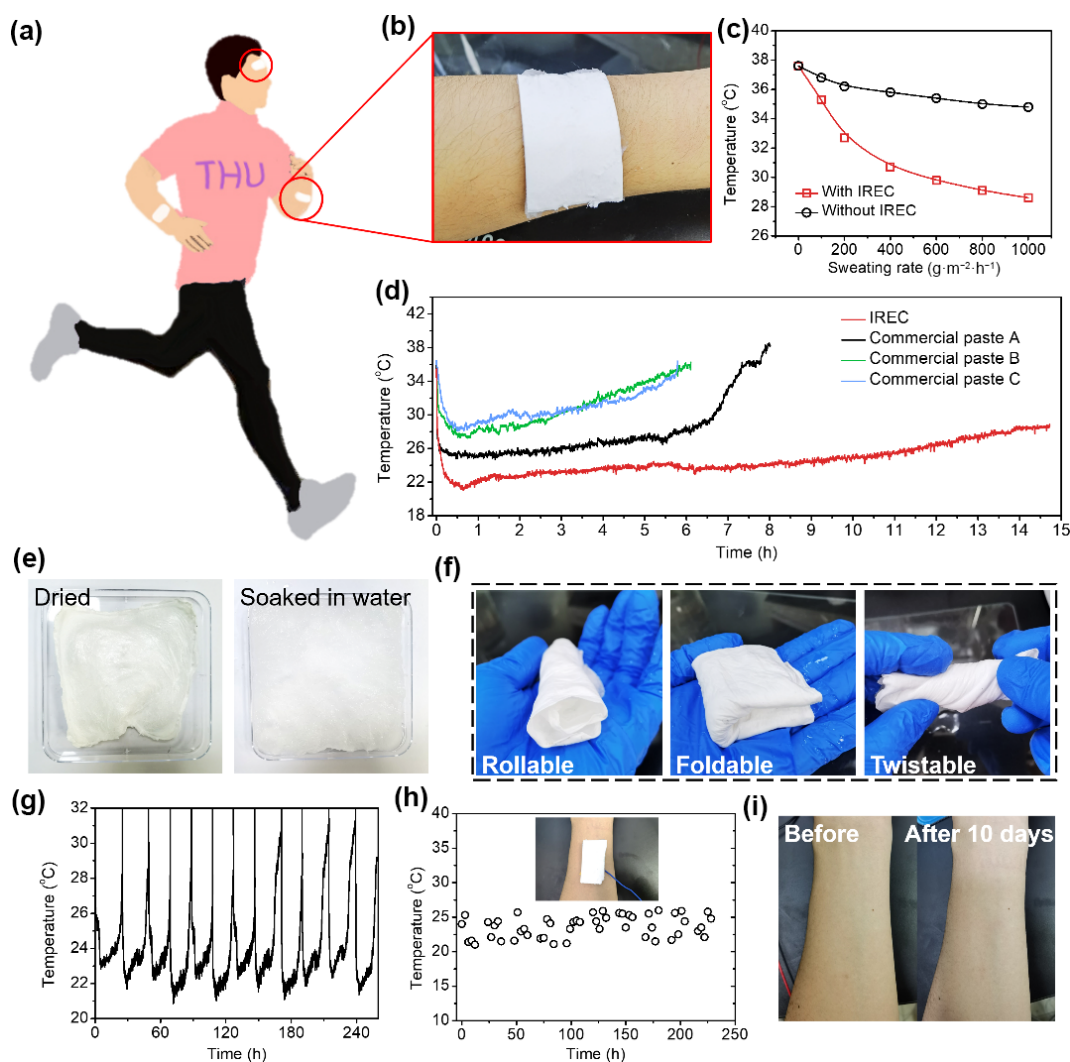 (a)
THU
(b)
(c)
Temperature (°C)
38
36
34
32
30
28
26
With IREC
Without IREC
0 200 400 600 800 1000
Sweating rate (g·m⁻²·h⁻¹)
(d)
Temperature (°C)
38
34
30
26
22
18
IREC
Commercial paste A
Commercial paste B
Commercial paste C
0 1 2 3 4 5 6 7 8 9 10 11 12 13 14 15
Time (h)
(e)
Dried
Soaked in water
(f)
Rollable
Foldable
Twistable
(g)
Temperature (°C)
32
30
28
26
24
22
20
0 60 120 180 240
Time (h)
(h)
Temperature (°C)
40
35
30
25
20
15
10
0 50 100 150 200 250
Time (h)
(i)
Before
After 10 days